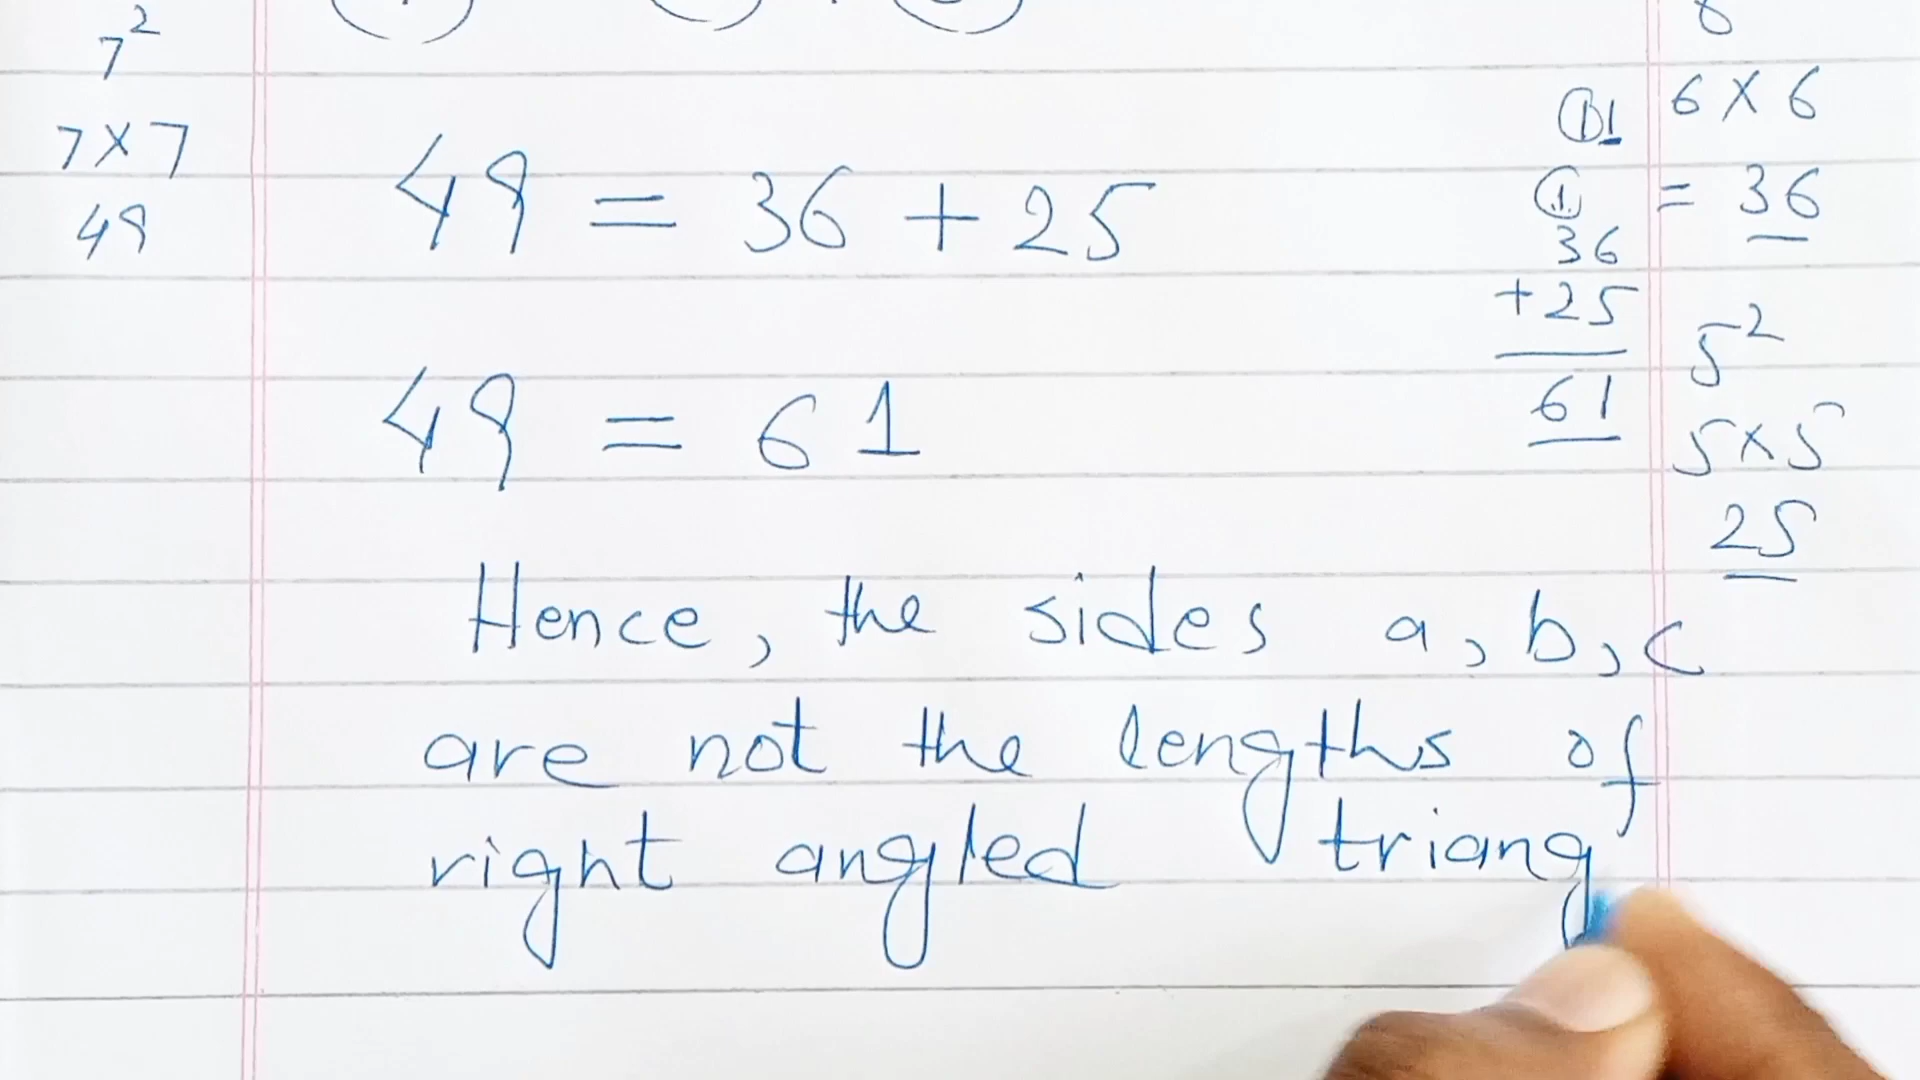 7²
7×7
49
49 = 36 + 25
49 = 61
Hence, the sides a, b, c
are not the lengths of
right angled triang
1
36
+25
61
6×6
= 36
5²
5×5
25